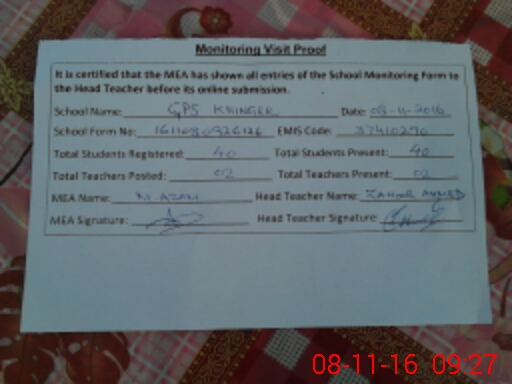 Monitoring Visit Proof
It is certified that the MEA has shown all entries of the School Monitoring Form to
the Head Teacher before its online submission.
School Name: GPS KHINGER Date: 08-11-2016
School Form No: EMIS Code: 37410290
Total Students Registered: 40 Total Students Present: 40
Total Teachers Posted: 02 Total Teachers Present: 02
MEA Name: M. AZAM Head Teacher Name: ZAHOOR AHMED
MEA Signature: Head Teacher Signature:
08-11-16 09:27